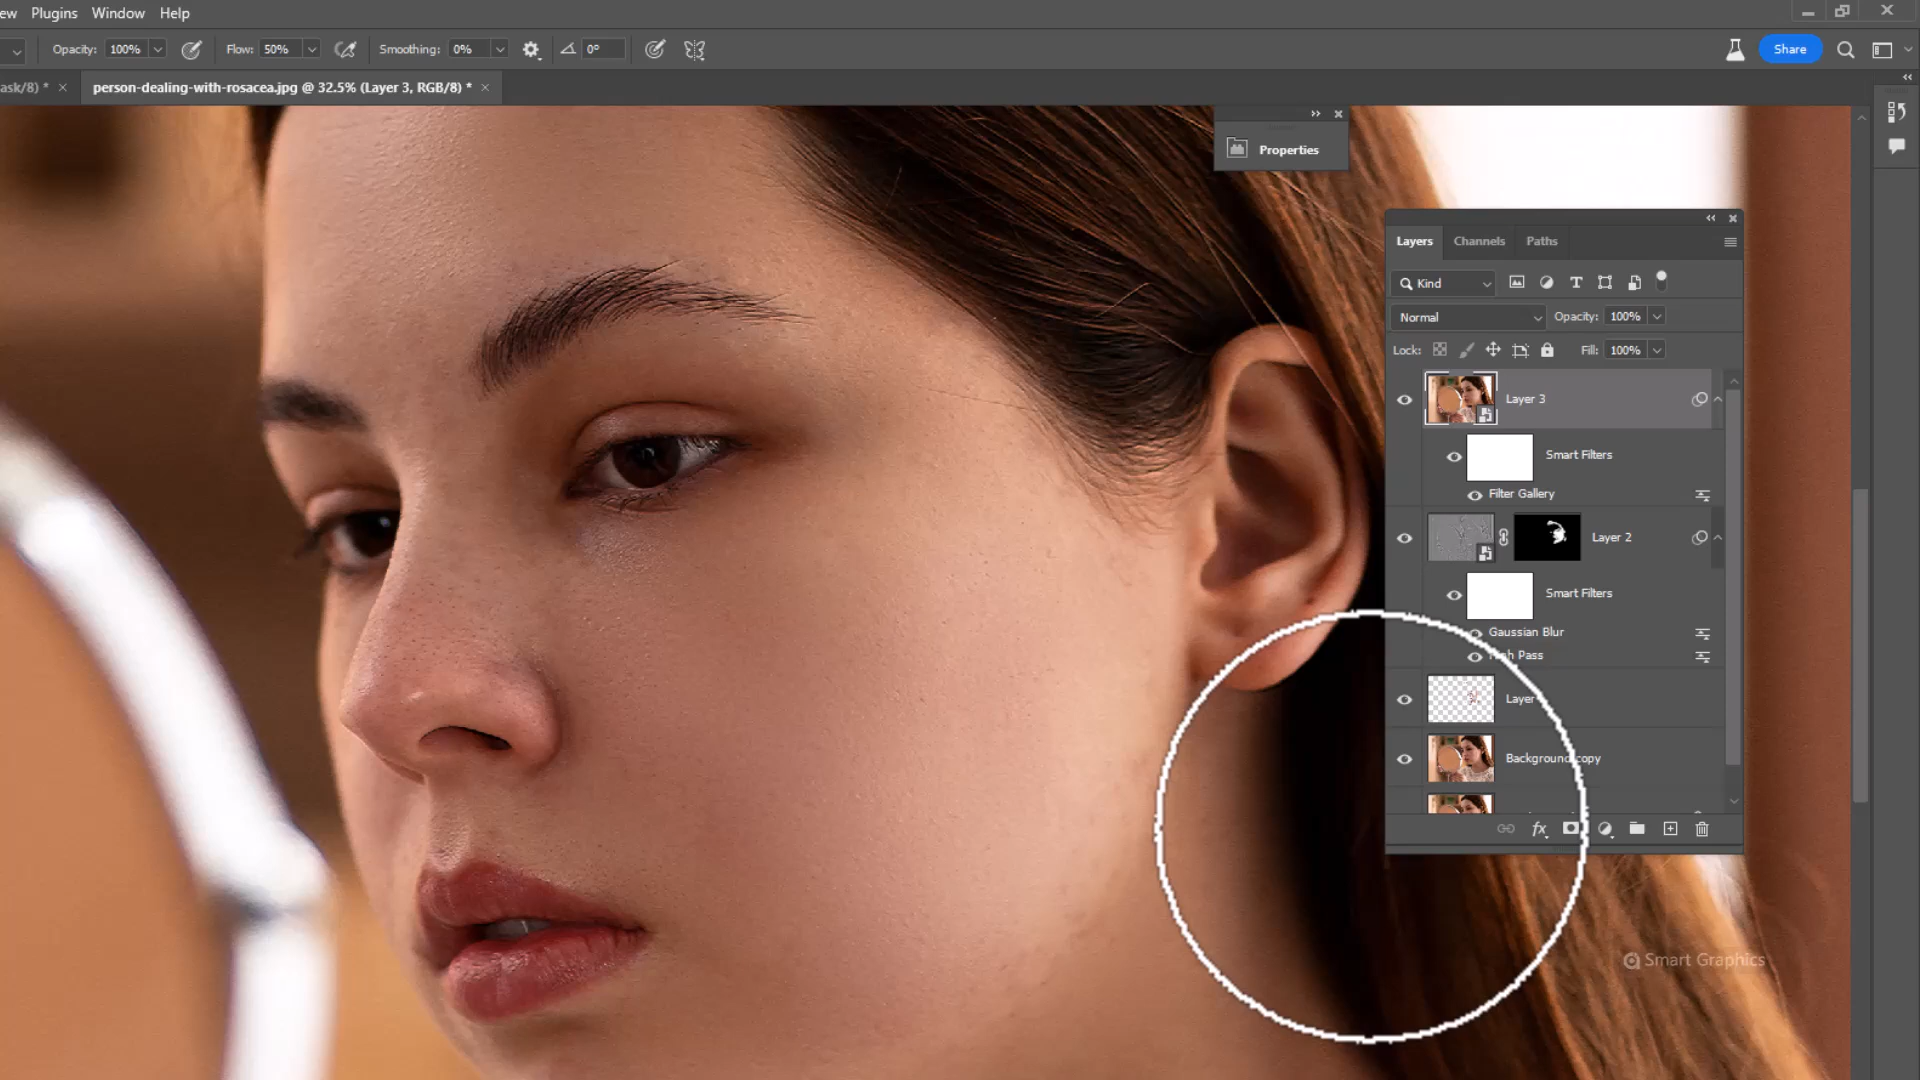 ew Plugins Window Help
Opacity: 100% Flow: 50% Smoothing: 0% 0°
Share
ask/8) * person-dealing-with-rosacea.jpg @ 32.5% (Layer 3, RGB/8) *
Properties
Layers Channels Paths
Kind
Normal Opacity: 100%
Lock: Fill: 100%
Layer 3
Smart Filters
Filter Gallery
Layer 2
Smart Filters
Gaussian Blur
Pass
Layer
Background copy
fx
Smart Graphics